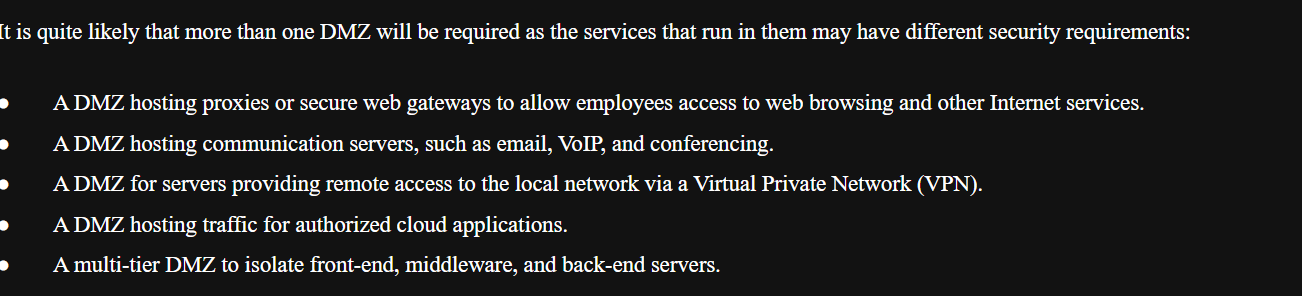 It is quite likely that more than one DMZ will be required as the services that run in them may have different security requirements:
● A DMZ hosting proxies or secure web gateways to allow employees access to web browsing and other Internet services.
● A DMZ hosting communication servers, such as email, VoIP, and conferencing.
● A DMZ for servers providing remote access to the local network via a Virtual Private Network (VPN).
● A DMZ hosting traffic for authorized cloud applications.
● A multi-tier DMZ to isolate front-end, middleware, and back-end servers.